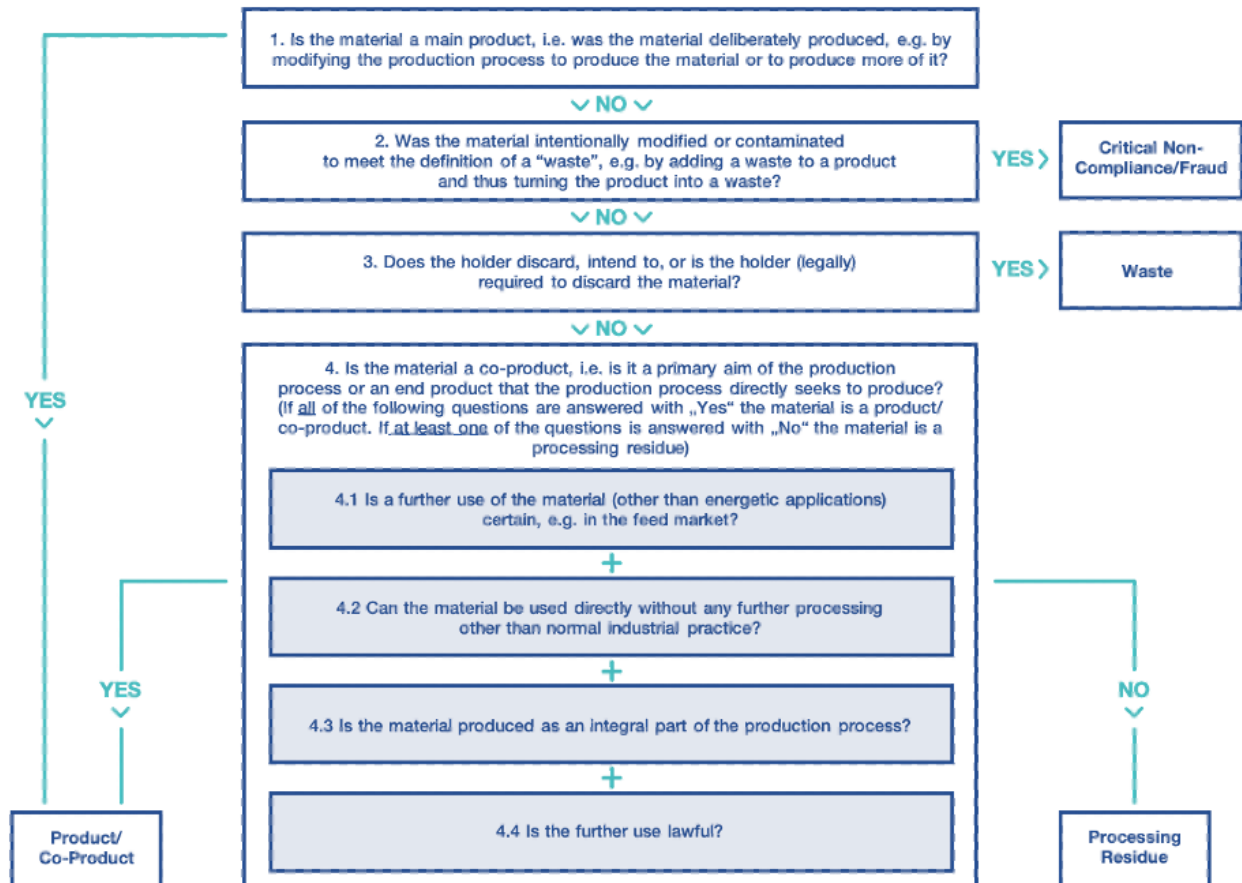 1. Is the material a main product, i.e. was the material deliberately produced, e.g. by
modifying the production process to produce the material or to produce more of it?
NO
2. Was the material intentionally modified or contaminated
to meet the definition of a “waste”, e.g. by adding a waste to a product
and thus turning the product into a waste?
YES
Critical Non-
Compliance/Fraud
NO
3. Does the holder discard, intend to, or is the holder (legally)
required to discard the material?
YES
Waste
NO
4. Is the material a co-product, i.e. is it a primary aim of the production
process or an end product that the production process directly seeks to produce?
(If all of the following questions are answered with „Yes“ the material is a product/
co-product. If at least one of the questions is answered with „No“ the material is a
processing residue)
YES
4.1 Is a further use of the material (other than energetic applications)
certain, e.g. in the feed market?
+
4.2 Can the material be used directly without any further processing
other than normal industrial practice?
+
YES
NO
4.3 Is the material produced as an integral part of the production process?
+
4.4 Is the further use lawful?
Product/
Co-Product
Processing
Residue